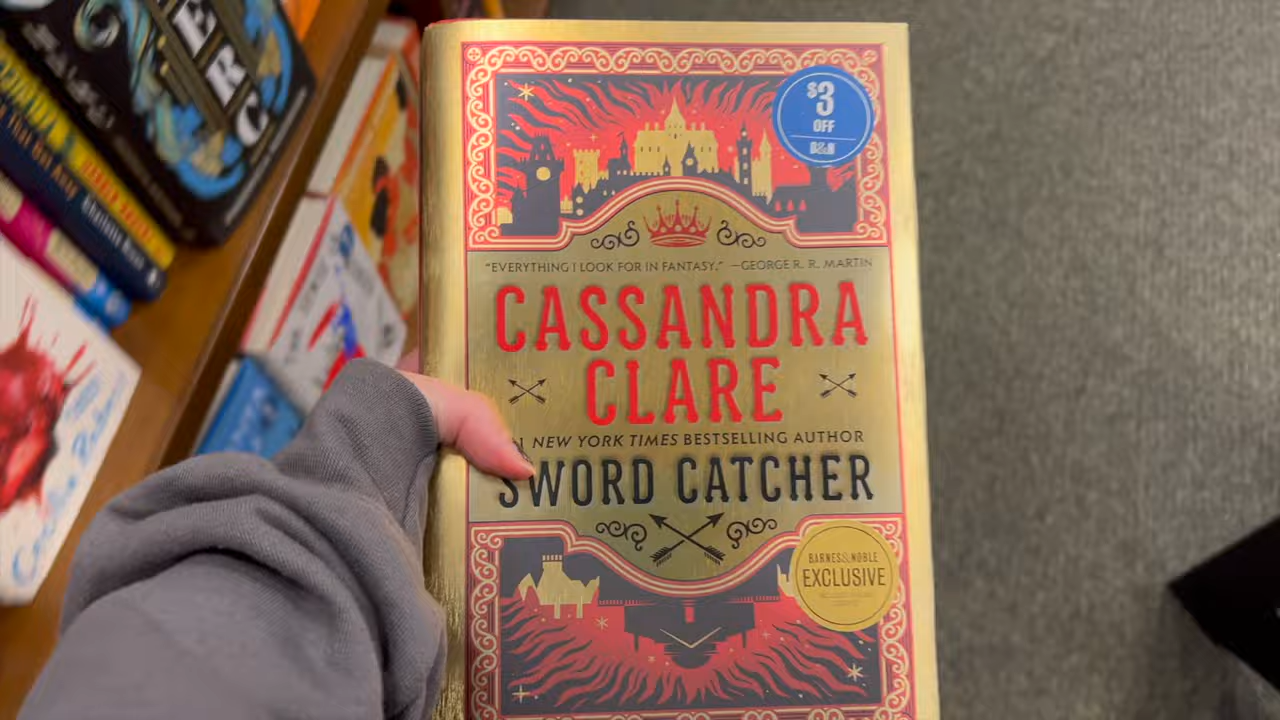 $3
OFF
B&N
"EVERYTHING I LOOK FOR IN FANTASY." —GEORGE R. R. MARTIN
CASSANDRA
CLARE
NEW YORK TIMES BESTSELLING AUTHOR
SWORD CATCHER
BARNES&NOBLE
EXCLUSIVE